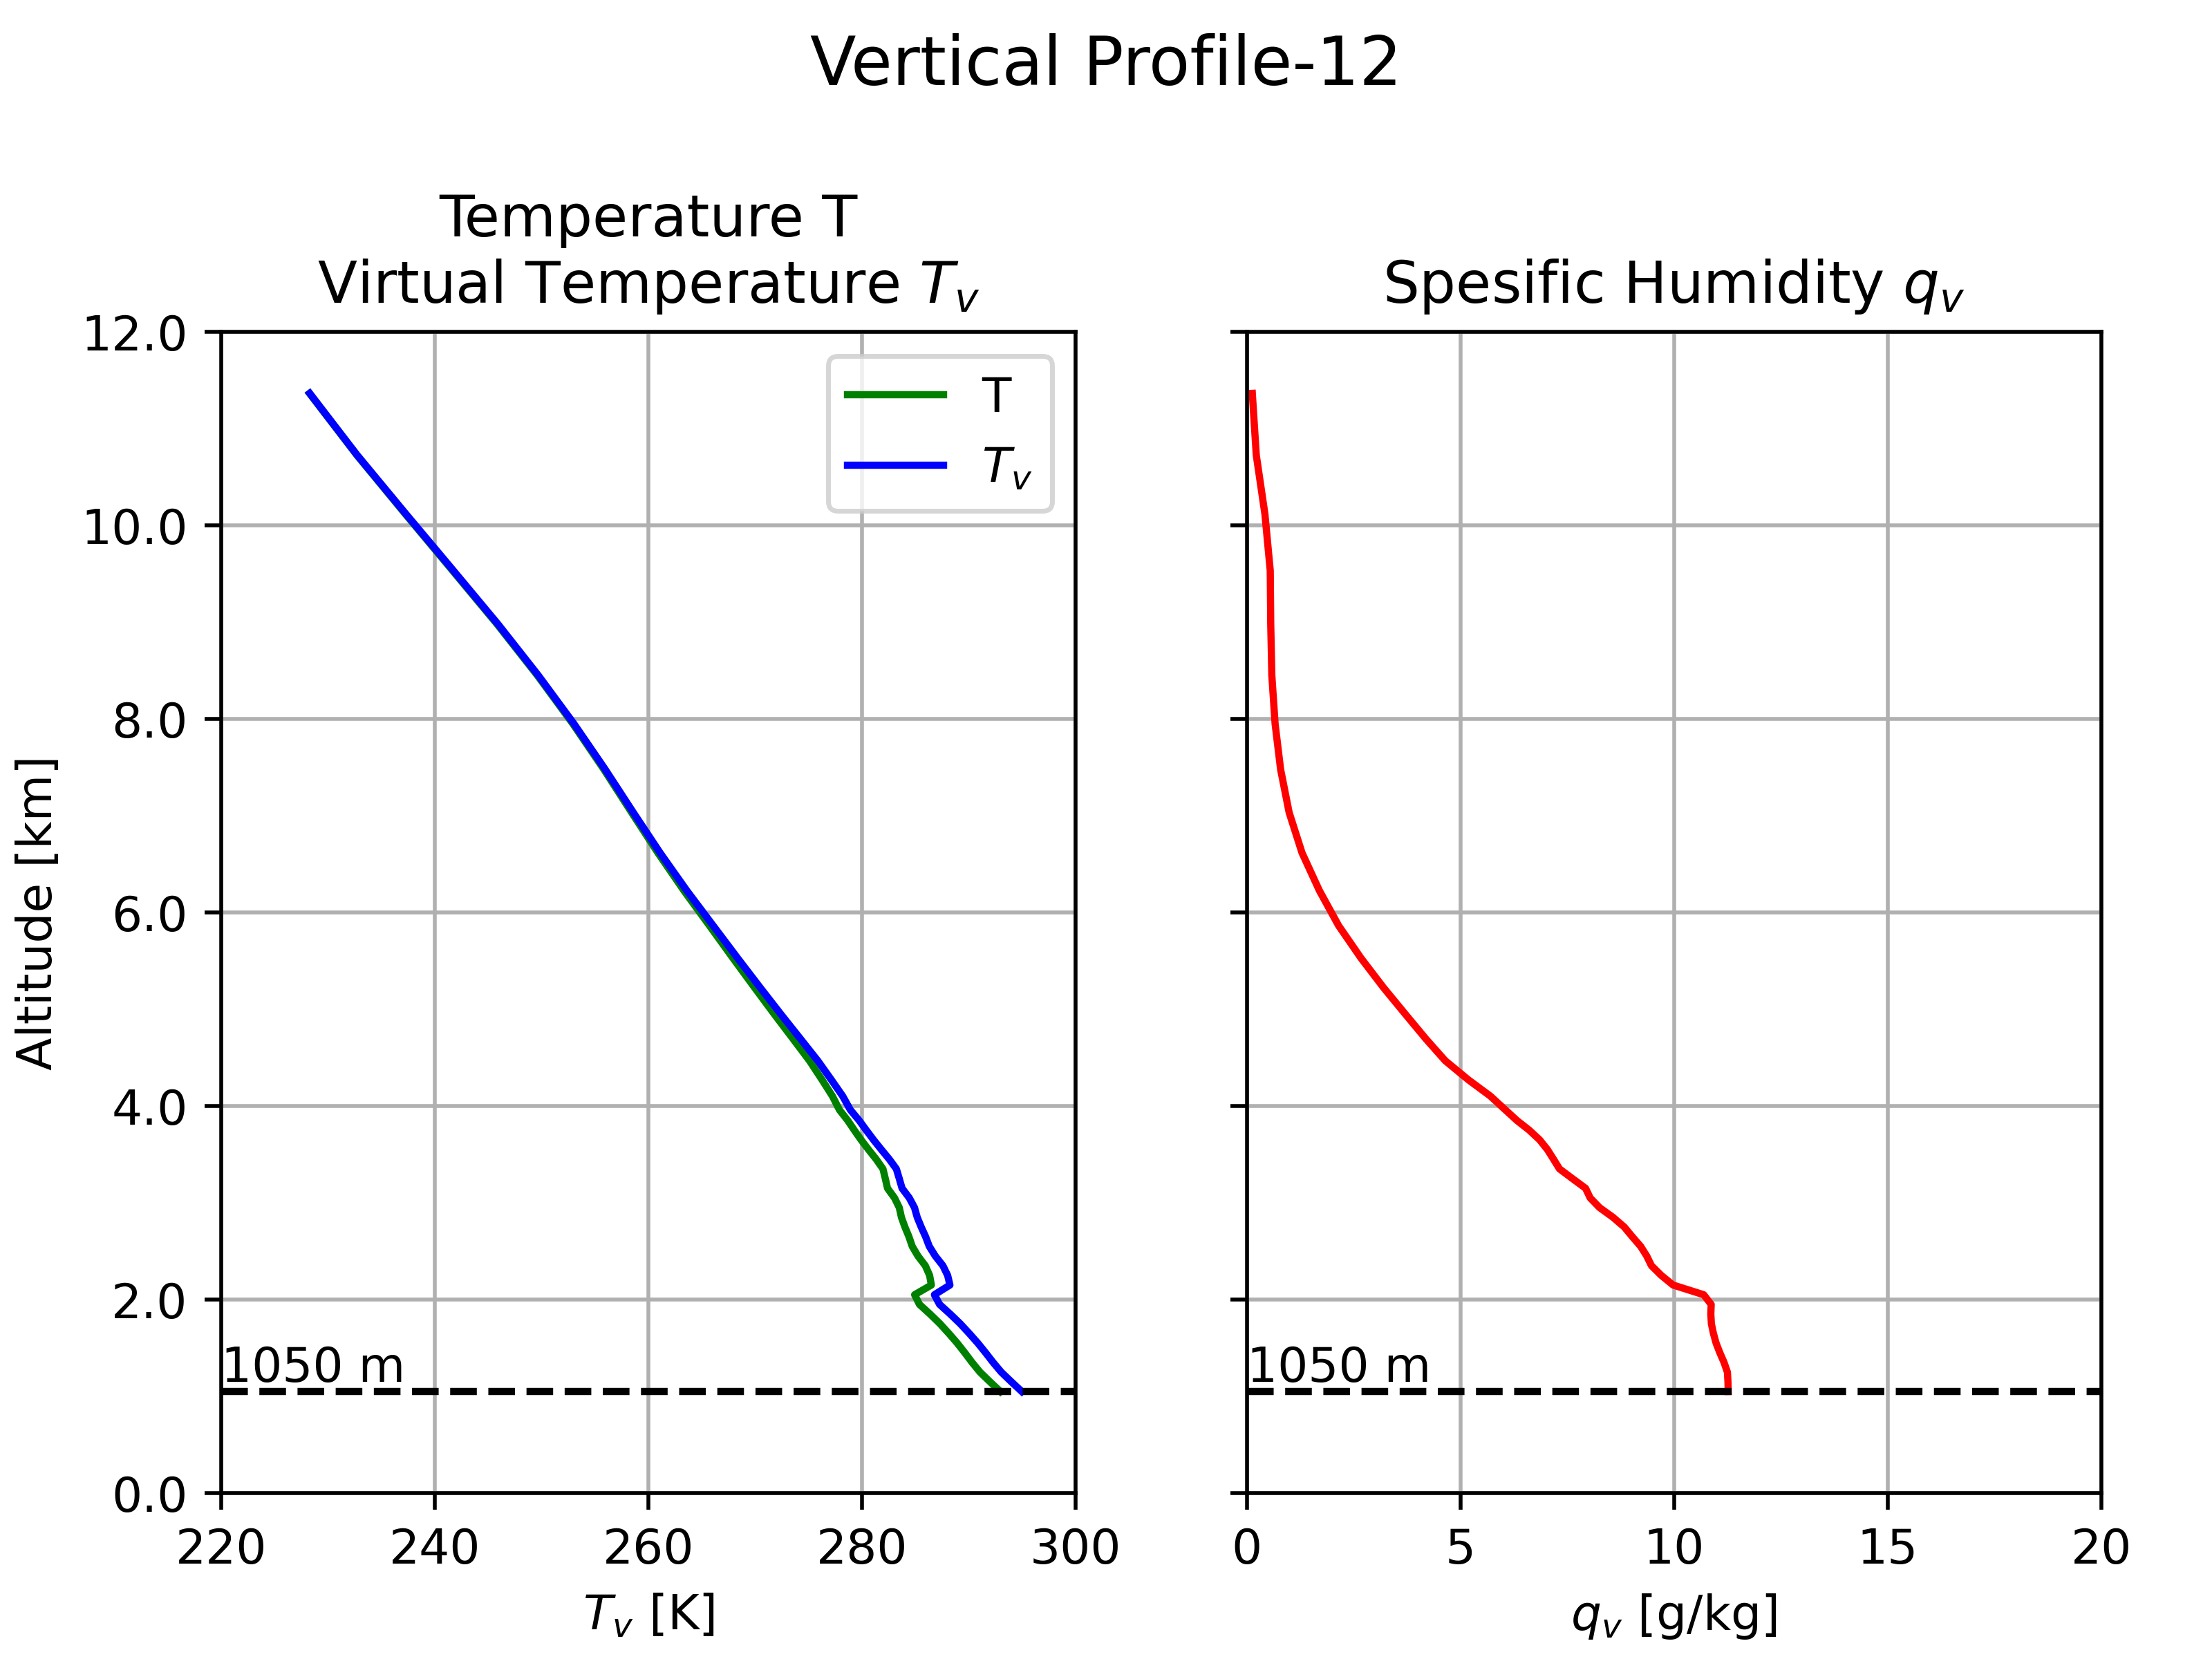 Vertical Profile-12
Temperature T
Virtual Temperature T_v
Spesific Humidity q_v
12.0
10.0
8.0
6.0
4.0
2.0
0.0
Altitude [km]
T
T_v
1050 m
1050 m
220
240
260
280
300
0
5
10
15
20
T_v [K]
q_v [g/kg]